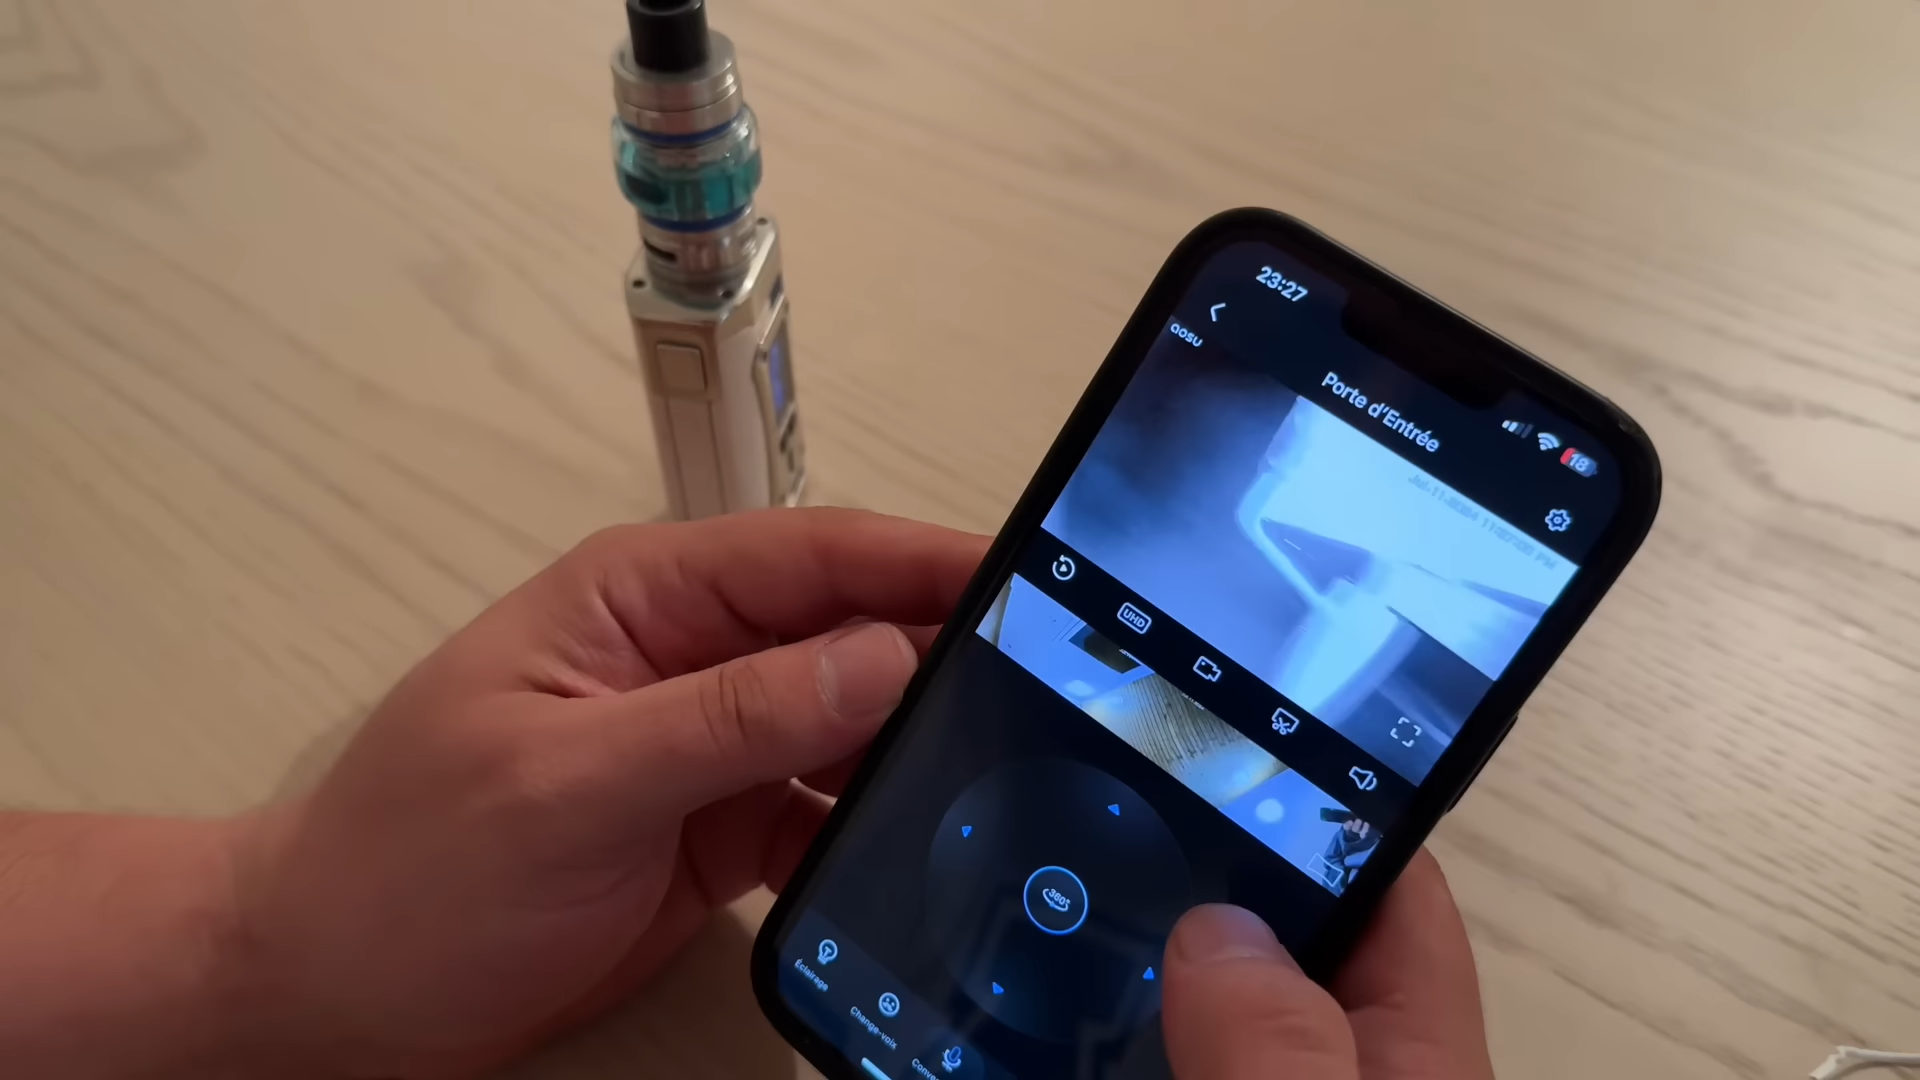 23:27
aosu
Porte d'Entrée
18
UHD
360°
Éclairage
Change-voix